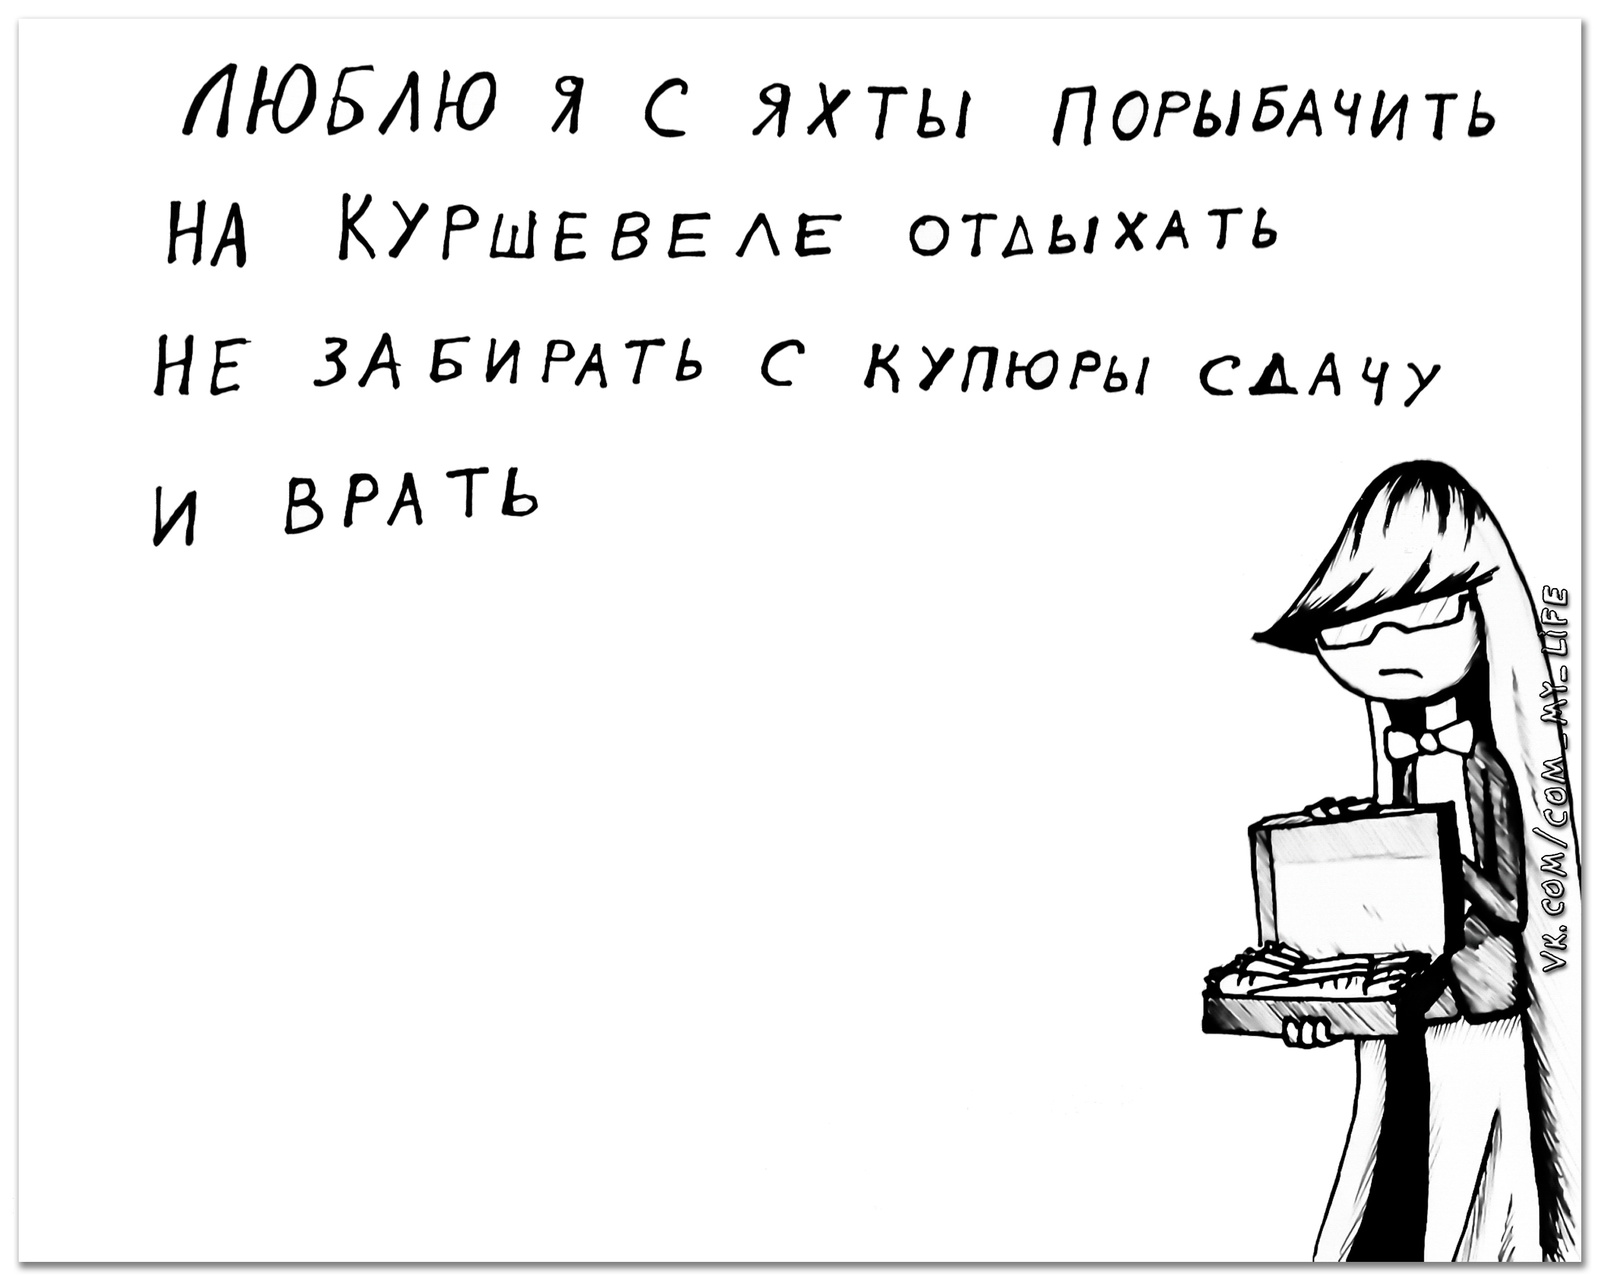 ЛЮБЛЮ Я С ЯХТЫ ПОРЫБАЧИТЬ
НА КУРШЕВЕЛЕ ОТДЫХАТЬ
НЕ ЗАБИРАТЬ С КУПЮРЫ СДАЧУ
И ВРАТЬ
VK.COM/COM_MY_LIFE